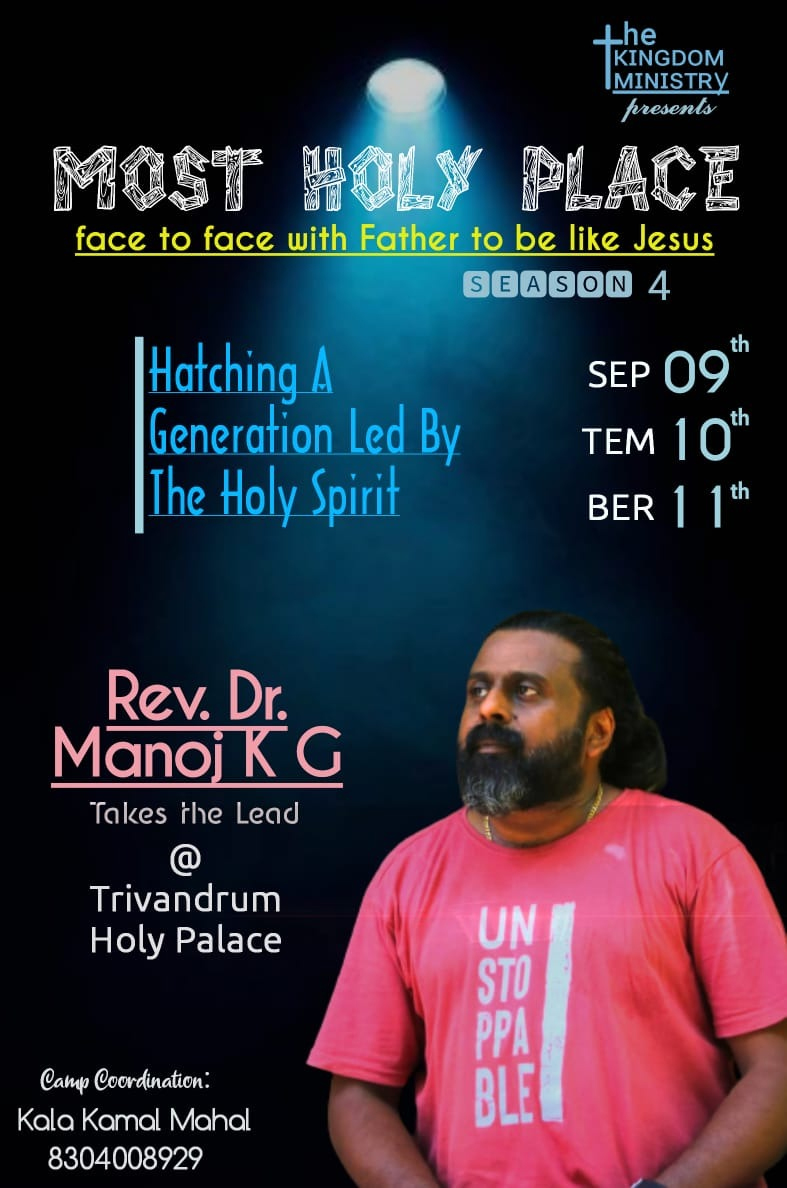 the
KINGDOM
MINISTRY
presents
MOST HOLY PLACE
face to face with Father to be like Jesus
SEASON 4
Hatching A
Generation Led By
The Holy Spirit
SEP 09th
TEM 10th
BER 11th
Rev. Dr.
Manoj K G
Takes the Lead
@
Trivandrum
Holy Palace
UN
STO
PPA
BLE
Camp Coordination:
Kala Kamal Mahal
8304008929